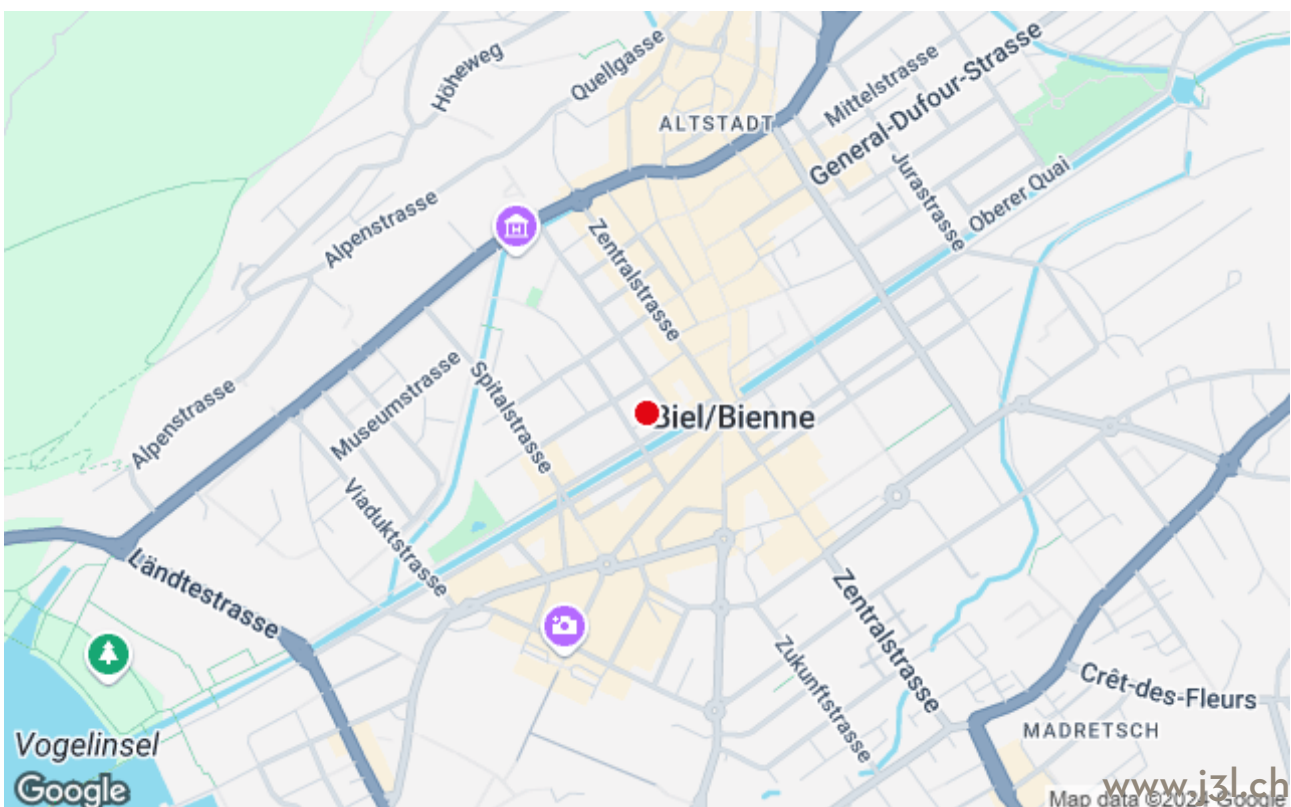 Höheweg
Quellgasse
Mittelstrasse
General-Dufour-Strasse
ALTSTADT
Jurastrasse
Oberer Quai
Alpenstrasse
Zentralstrasse
Museumstrasse
Spitalstrasse
Alpenstrasse
Biel/Bienne
Viaduktstrasse
Ländtestrasse
Zentralstrasse
Zukunftstrasse
Crêt-des-Fleurs
MADRETSCH
Vogelinsel
Google
www.j3l.ch
Map data ©2024 Google